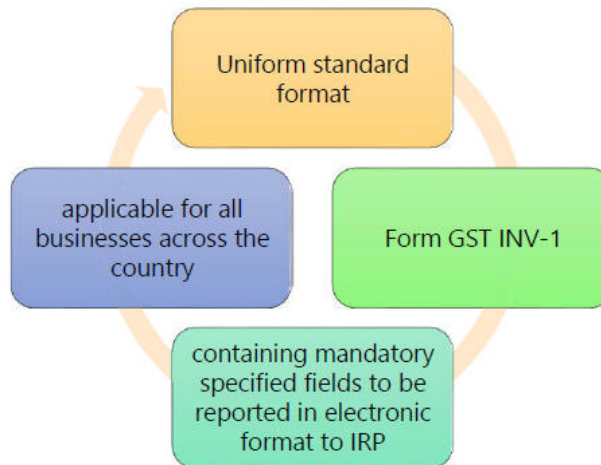 Uniform standard
format
Form GST INV-1
containing mandatory
specified fields to be
reported in electronic
format to IRP
applicable for all
businesses across the
country